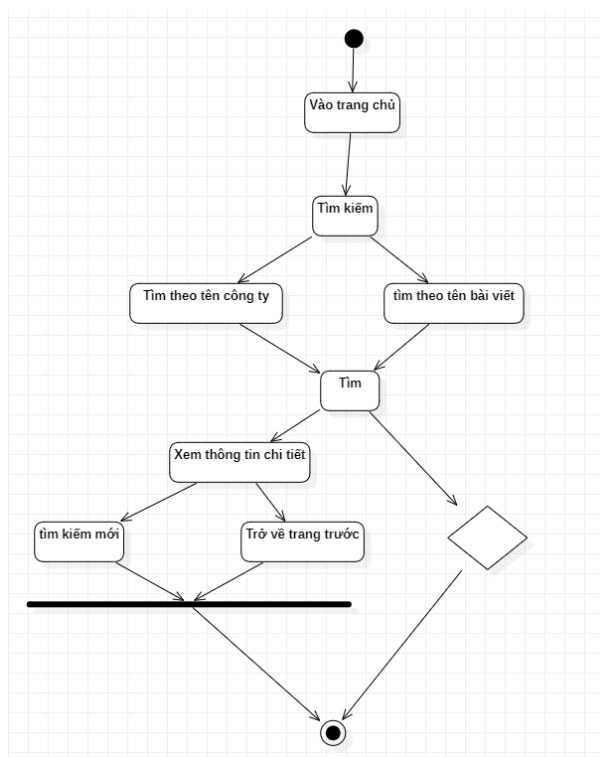 Vào trang chủ
Tìm kiếm
Tìm theo tên công ty
tìm theo tên bài viết
Tìm
Xem thông tin chi tiết
tìm kiếm mới
Trở về trang trước